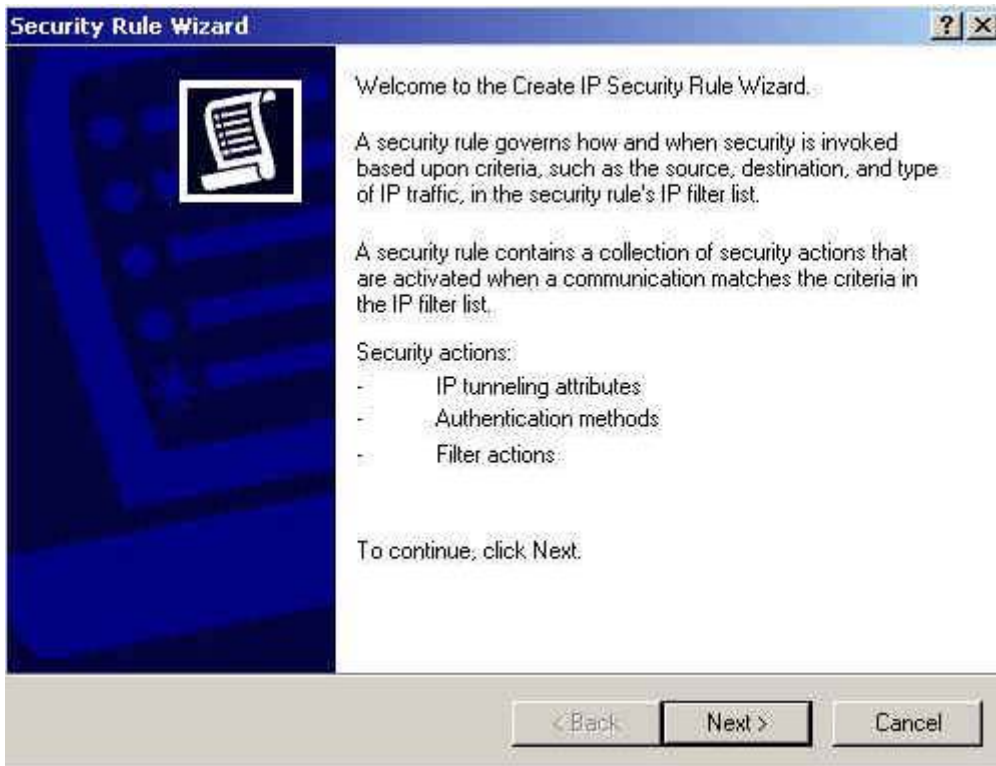 Security Rule Wizard
? ×
Welcome to the Create IP Security Rule Wizard.
A security rule governs how and when security is invoked
based upon criteria, such as the source, destination, and type
of IP traffic, in the security rule's IP filter list.
A security rule contains a collection of security actions that
are activated when a communication matches the criteria in
the IP filter list.
Security actions:
- IP tunneling attributes
- Authentication methods
- Filter actions
To continue, click Next.
< Back Next > Cancel